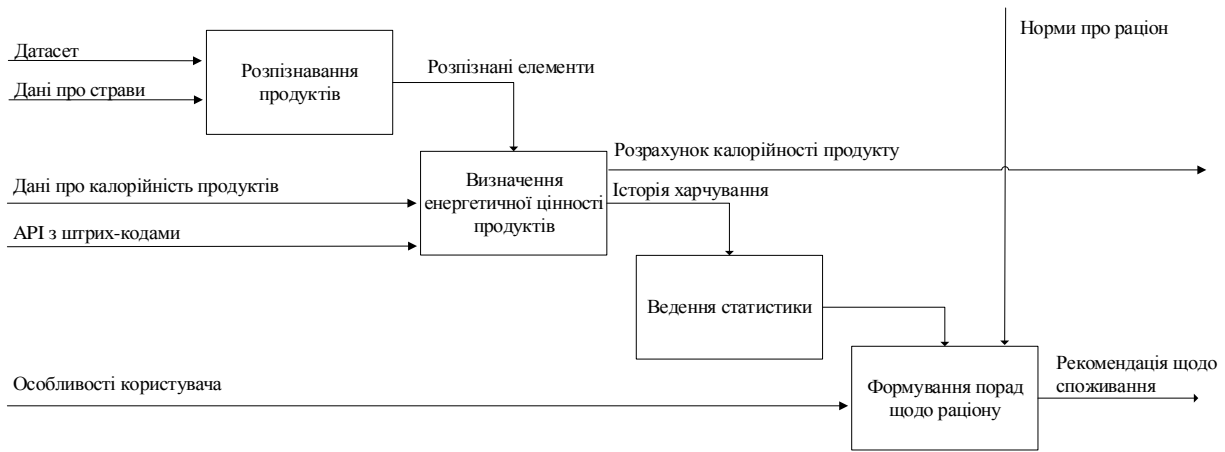 Норми про раціон
Датасет
Дані про страви
Розпізнавання
продуктів
Розпізнані елементи
Розрахунок калорійності продукту
Дані про калорійність продуктів
АРІ з штрих-кодами
Визначення
енергетичної цінності
продуктів
Історія харчування
Ведення статистики
Особливості користувача
Формування порад
щодо раціону
Рекомендація щодо
споживання